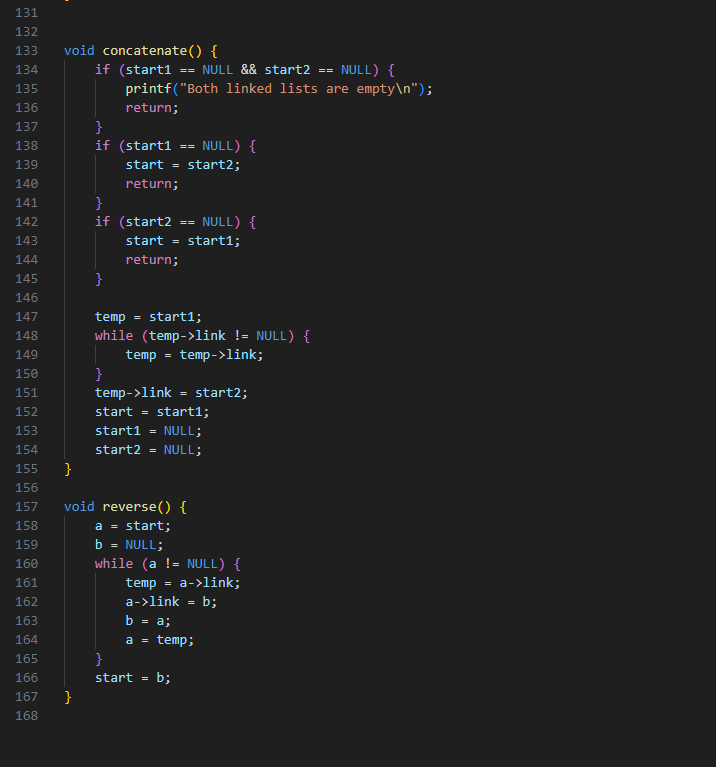 131
132
133 void concatenate() {
134     if (start1 == NULL && start2 == NULL) {
135         printf("Both linked lists are empty\n");
136         return;
137     }
138     if (start1 == NULL) {
139         start = start2;
140         return;
141     }
142     if (start2 == NULL) {
143         start = start1;
144         return;
145     }
146
147     temp = start1;
148     while (temp->link != NULL) {
149         temp = temp->link;
150     }
151     temp->link = start2;
152     start = start1;
153     start1 = NULL;
154     start2 = NULL;
155 }
156
157 void reverse() {
158     a = start;
159     b = NULL;
160     while (a != NULL) {
161         temp = a->link;
162         a->link = b;
163         b = a;
164         a = temp;
165     }
166     start = b;
167 }
168